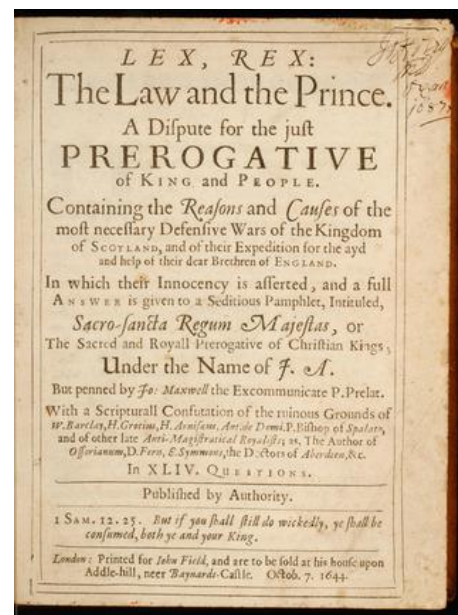 LEX, REX:
The Law and the Prince.
A Diſpute for the juſt
PREROGATIVE
of KING and PEOPLE.
Containing the Reaſons and Cauſes of the
moſt neceſſary Defenſive Wars of the Kingdom
of SCOTLAND, and of their Expedition for the ayd
and help of their dear Brethren of ENGLAND.
In which their Innocency is aſſerted, and a full
ANSWER is given to a Seditious Pamphlet, Intituled,
Sacro-ſancta Regum Majeſtas, or
The Sacred and Royall Prerogative of Chriſtian Kings;
Under the Name of J. A.
But penned by Jo: Maxwell the Excommunicate P. Prelat.
With a Scripturall Confutation of the ruinous Grounds of
W. Barclay, H. Grotius, H. Arniſæus, Ant. de Domi. P. Biſhop of Spalato,
and of other late Anti-Magiſtratical Royaliſts; as, The Author of
Oſſorianum, D. Fern, E. Symmons, the Doctors of Aberdeen, &c.
In XLIV. QUESTIONS.
Publiſhed by Authority.
1 SAM. 12. 25. But if you ſhall ſtill do wickedly, ye ſhall be
conſumed, both ye and your King.
London: Printed for Iohn Field, and are to be ſold at his houſe upon
Addle-hill, neer Baynards-Caſtle. Octob. 7. 1644.